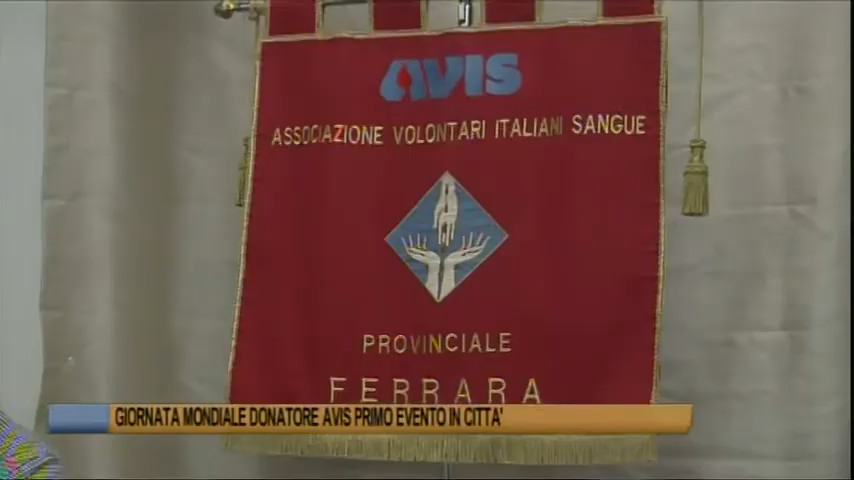 AVIS
ASSOCIAZIONE VOLONTARI ITALIANI SANGUE
PROVINCIALE
FERRARA
GIORNATA MONDIALE DONATORE AVIS PRIMO EVENTO IN CITTA'